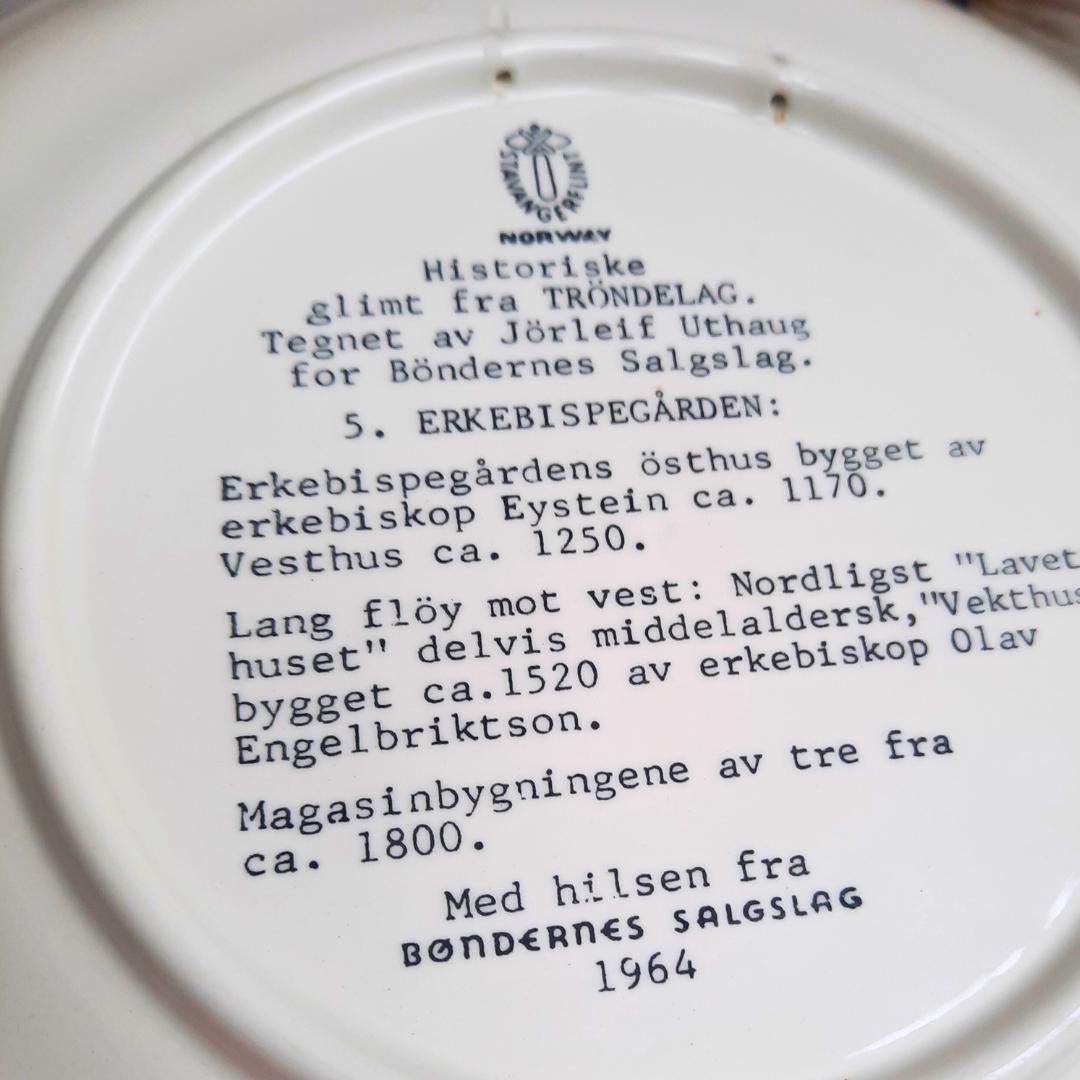 STAVANGERFLINT
NORWAY
Historiske
glimt fra TRÖNDELAG.
Tegnet av Jörleif Uthaug
for Böndernes Salgslag.
5. ERKEBISPEGÅRDEN:
Erkebispegårdens östhus bygget av
erkebiskop Eystein ca. 1170.
Vesthus ca. 1250.
Lang flöy mot vest: Nordligst "Lavet
huset" delvis middelaldersk,"Vekthus
bygget ca.1520 av erkebiskop Olav
Engelbriktson.
Magasinbygningene av tre fra
ca. 1800.
Med hilsen fra
BØNDERNES SALGSLAG
1964